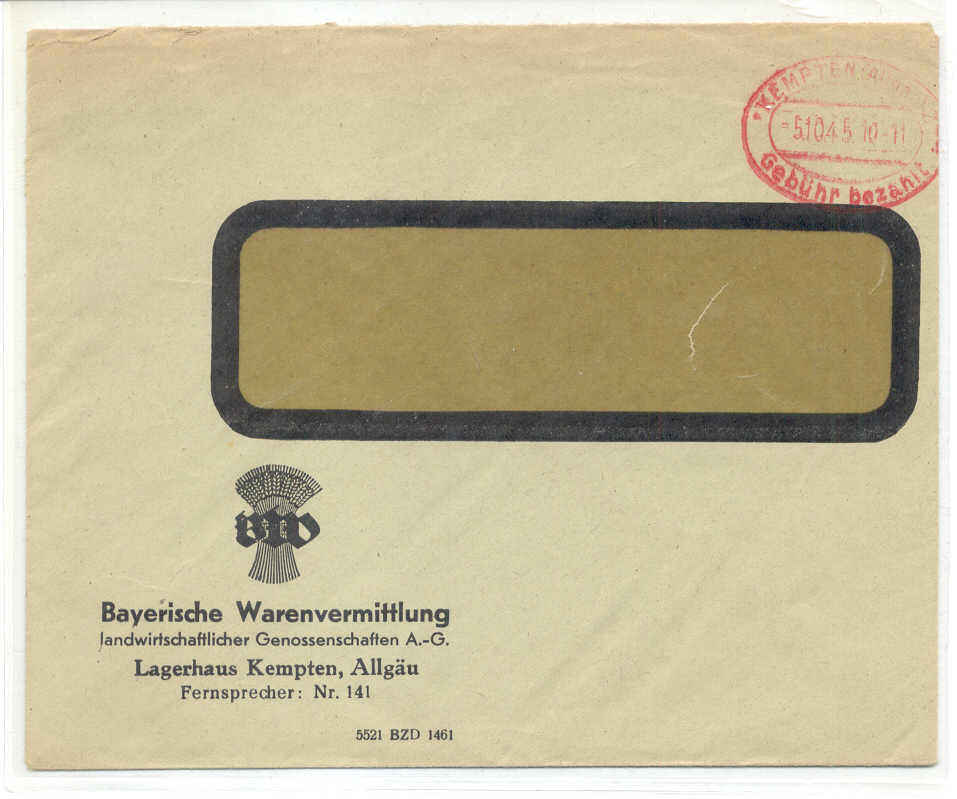 KEMPTEN
-5.10.45.10-11
Gebühr bezahlt
BW
Bayerische Warenvermittlung
landwirtschaftlicher Genossenschaften A.-G.
Lagerhaus Kempten, Allgäu
Fernsprecher: Nr. 141
5521 BZD 1461